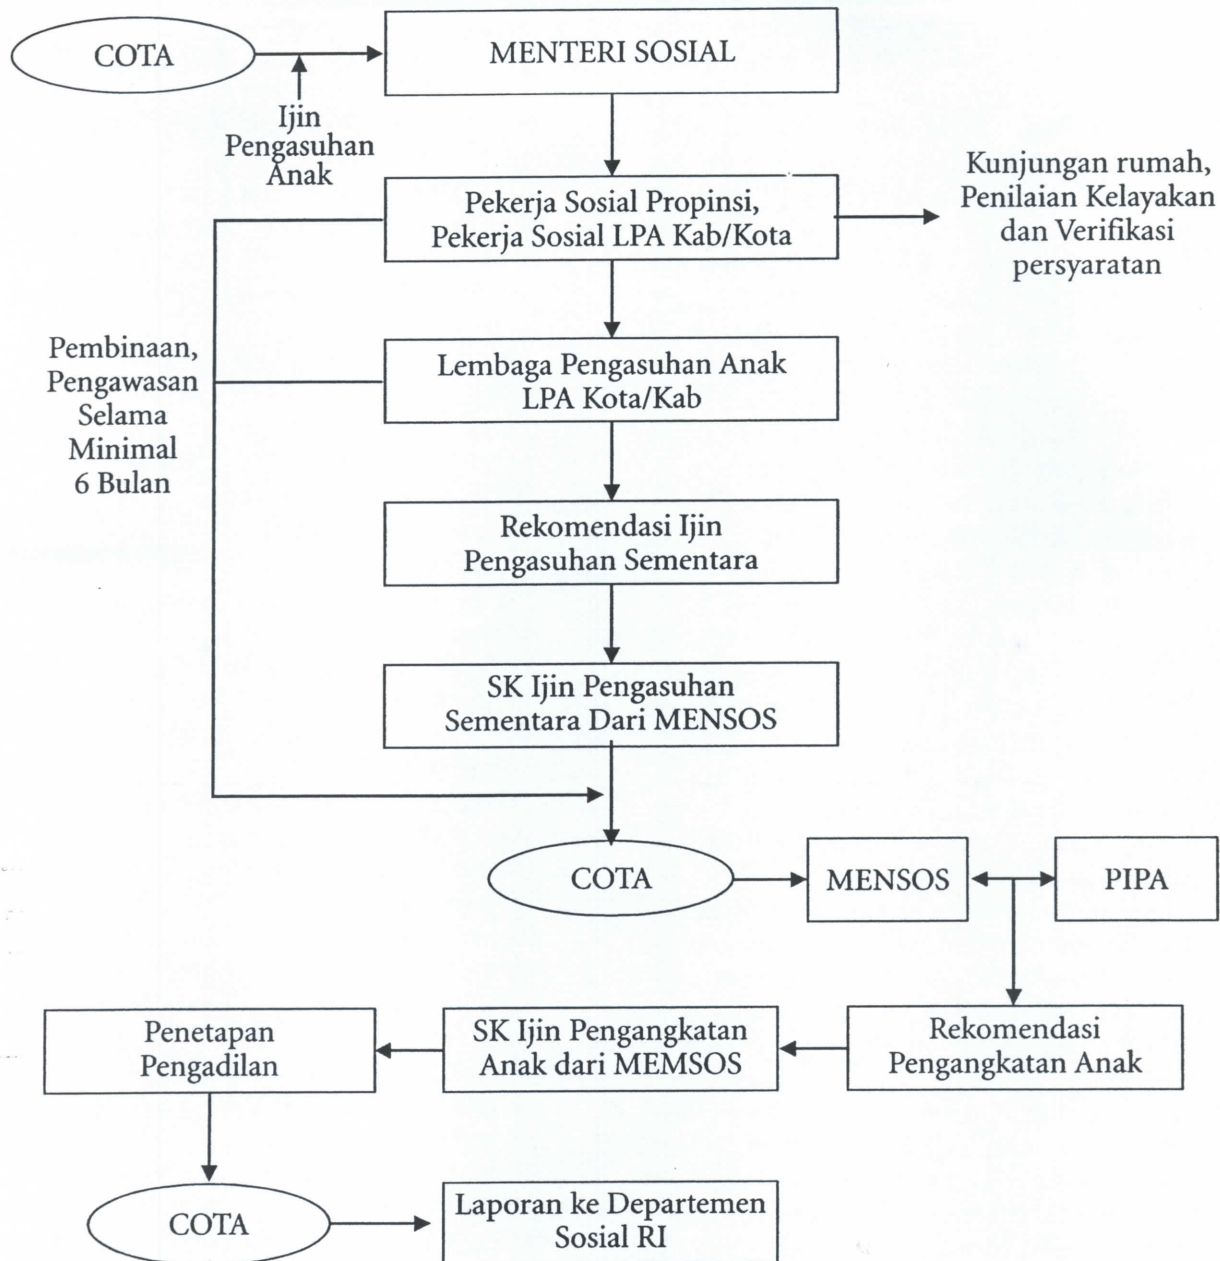 COTA
MENTERI SOSIAL
Ijin
Pengasuhan
Anak
Pekerja Sosial Propinsi,
Pekerja Sosial LPA Kab/Kota
Kunjungan rumah,
Penilaian Kelayakan
dan Verifikasi
persyaratan
Pembinaan,
Pengawasan
Selama
Minimal
6 Bulan
Lembaga Pengasuhan Anak
LPA Kota/Kab
Rekomendasi Ijin
Pengasuhan Sementara
SK Ijin Pengasuhan
Sementara Dari MENSOS
COTA
MENSOS
PIPA
Rekomendasi
Pengangkatan Anak
SK Ijin Pengangkatan
Anak dari MEMSOS
Penetapan
Pengadilan
COTA
Laporan ke Departemen
Sosial RI